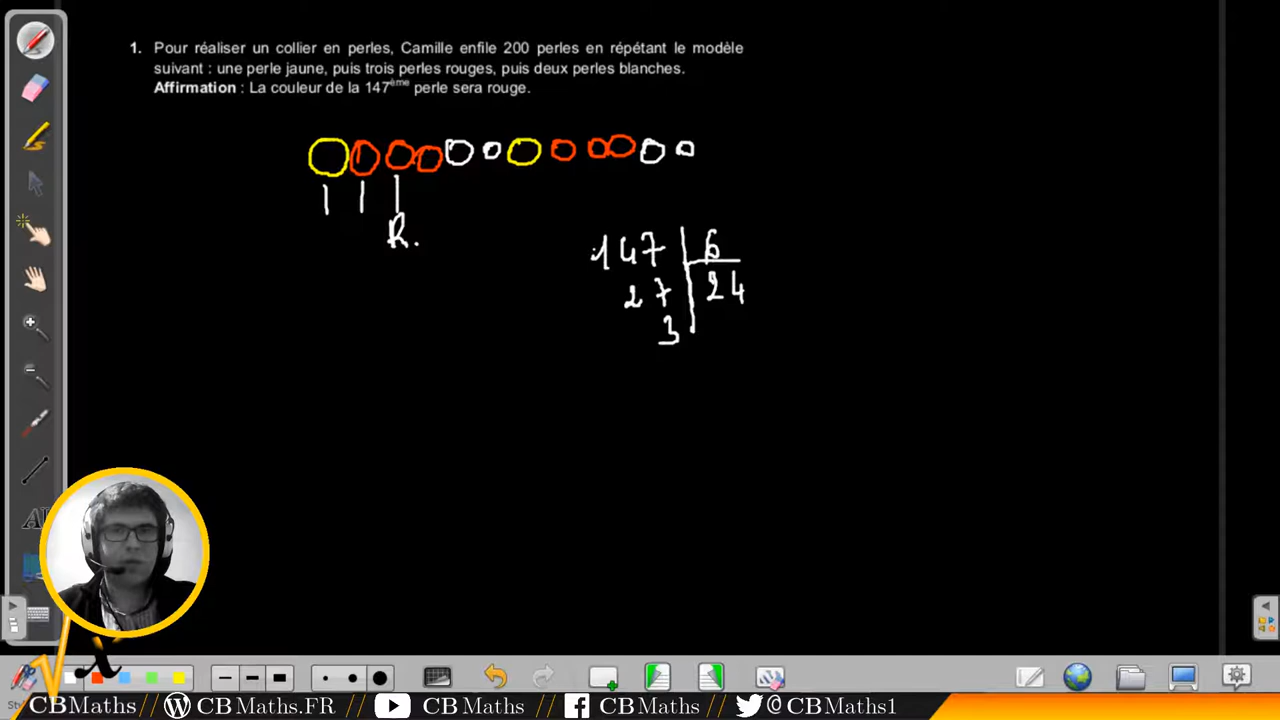 1. Pour réaliser un collier en perles, Camille enfile 200 perles en répétant le modèle
suivant : une perle jaune, puis trois perles rouges, puis deux perles blanches.
Affirmation : La couleur de la 147ème perle sera rouge.
R.
147 6
27 24
3
CBMaths// CBMaths.FR // CBMaths // CBMaths // @CBMaths1